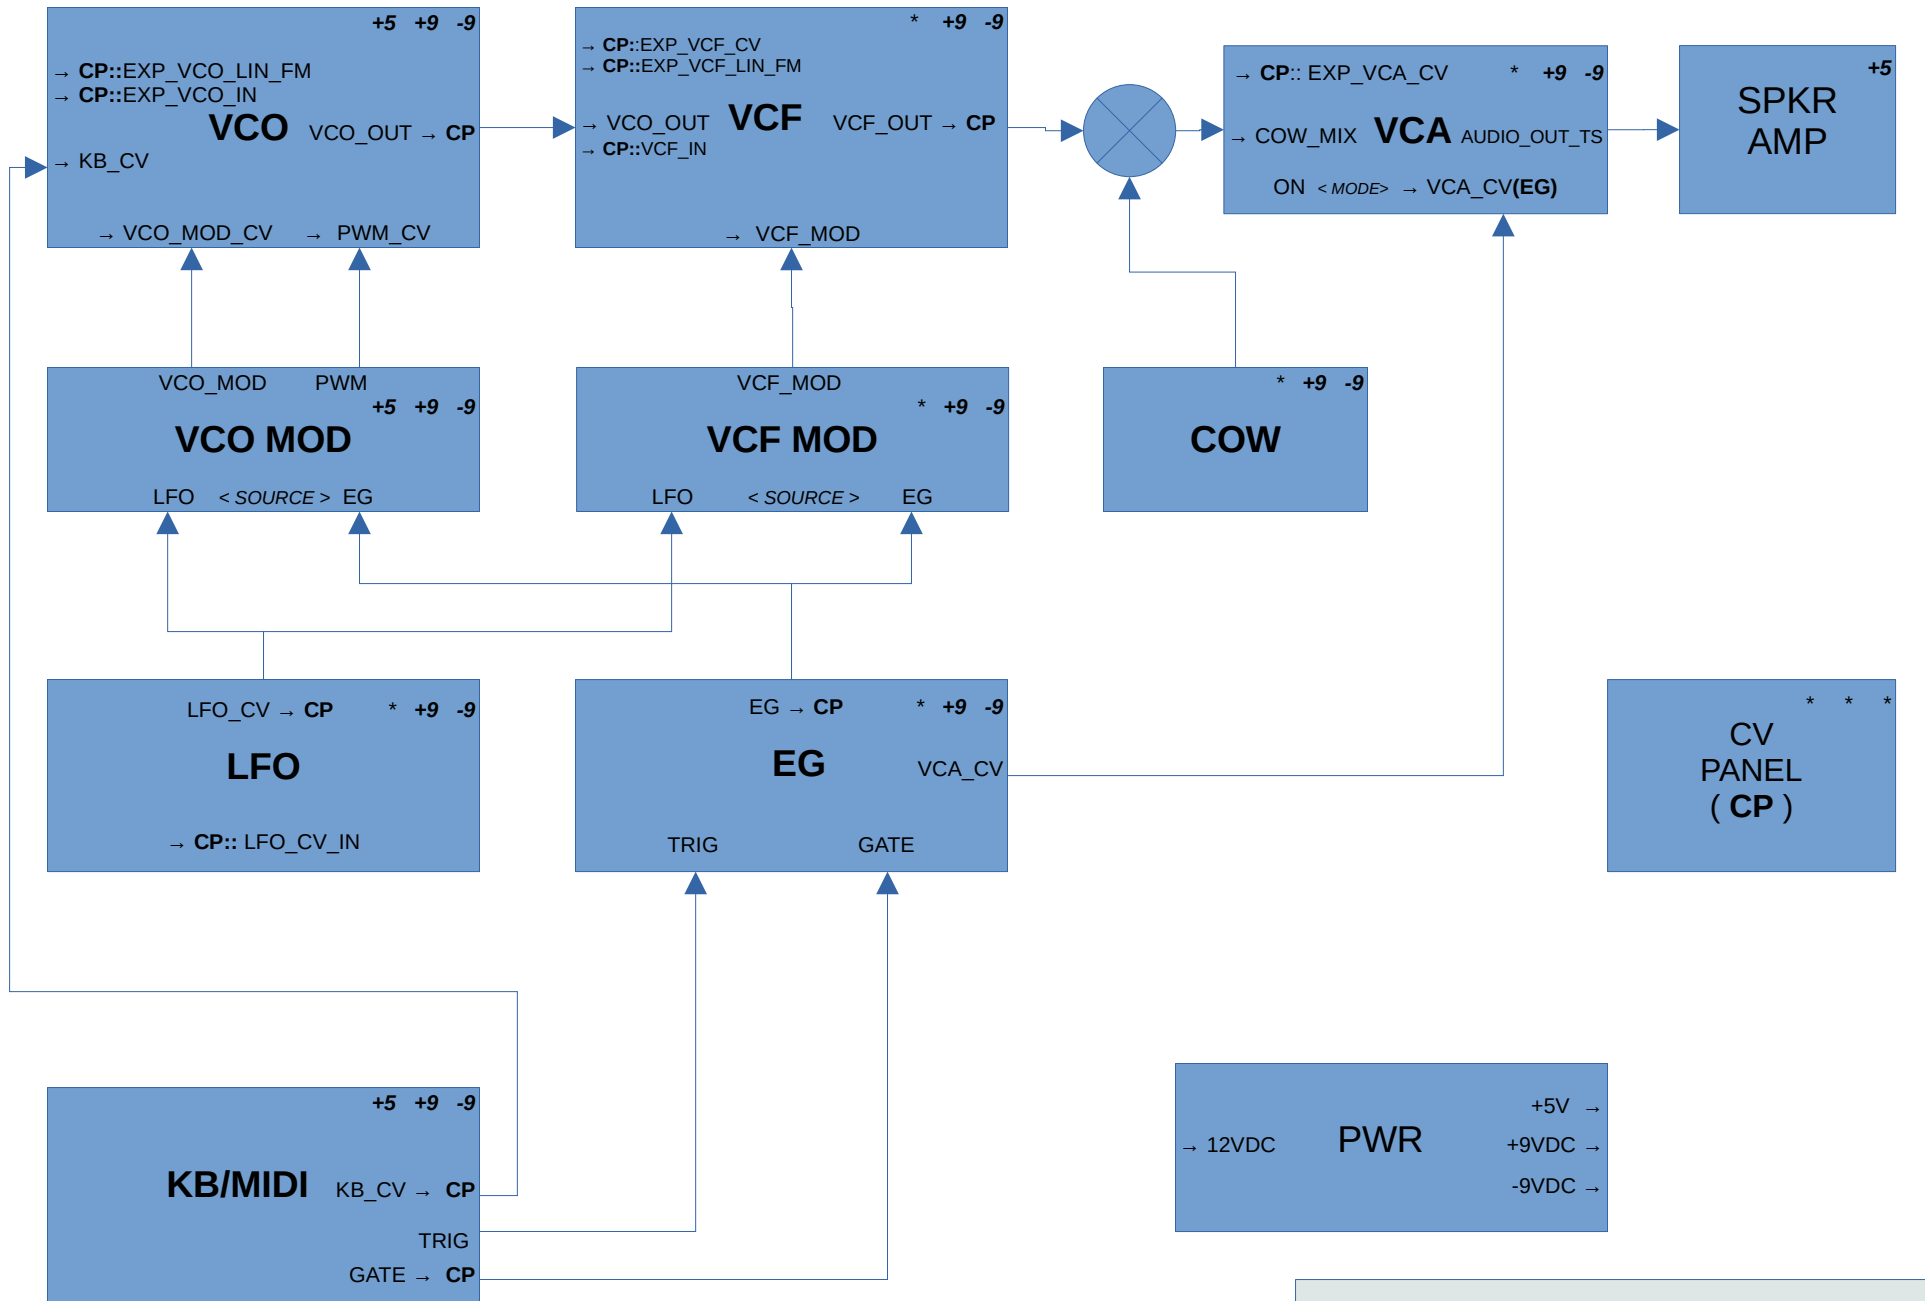 +5 +9 -9
→ CP::EXP_VCO_LIN_FM
→ CP::EXP_VCO_IN
VCO VCO_OUT → CP
→ KB_CV
→ VCO_MOD_CV → PWM_CV
* +9 -9
→ CP::EXP_VCF_CV
→ CP::EXP_VCF_LIN_FM
→ VCO_OUT VCF VCF_OUT → CP
→ CP::VCF_IN
→ VCF_MOD
→ CP:: EXP_VCA_CV * +9 -9
→ COW_MIX VCA AUDIO_OUT_TS
ON < MODE> → VCA_CV(EG)
+5
SPKR
AMP
VCO_MOD PWM
+5 +9 -9
VCO MOD
LFO < SOURCE > EG
VCF_MOD
* +9 -9
VCF MOD
LFO < SOURCE > EG
* +9 -9
COW
LFO_CV → CP * +9 -9
LFO
→ CP:: LFO_CV_IN
EG → CP * +9 -9
EG VCA_CV
TRIG GATE
* * *
CV
PANEL
( CP )
+5 +9 -9
KB/MIDI KB_CV → CP
TRIG
GATE → CP
+5V →
→ 12VDC PWR +9VDC →
-9VDC →